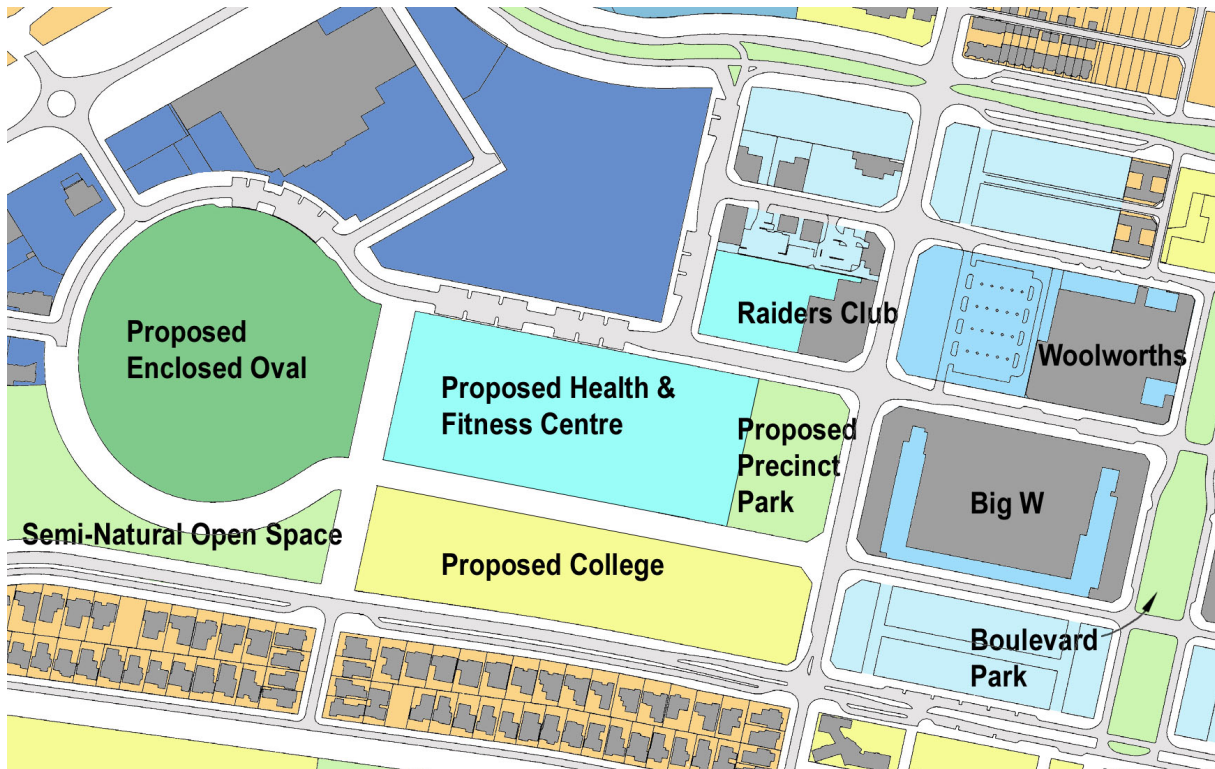 Raiders Club
Proposed
Enclosed Oval
Woolworths
Proposed Health &
Fitness Centre
Proposed
Precinct
Park
Big W
Semi-Natural Open Space
Proposed College
Boulevard
Park